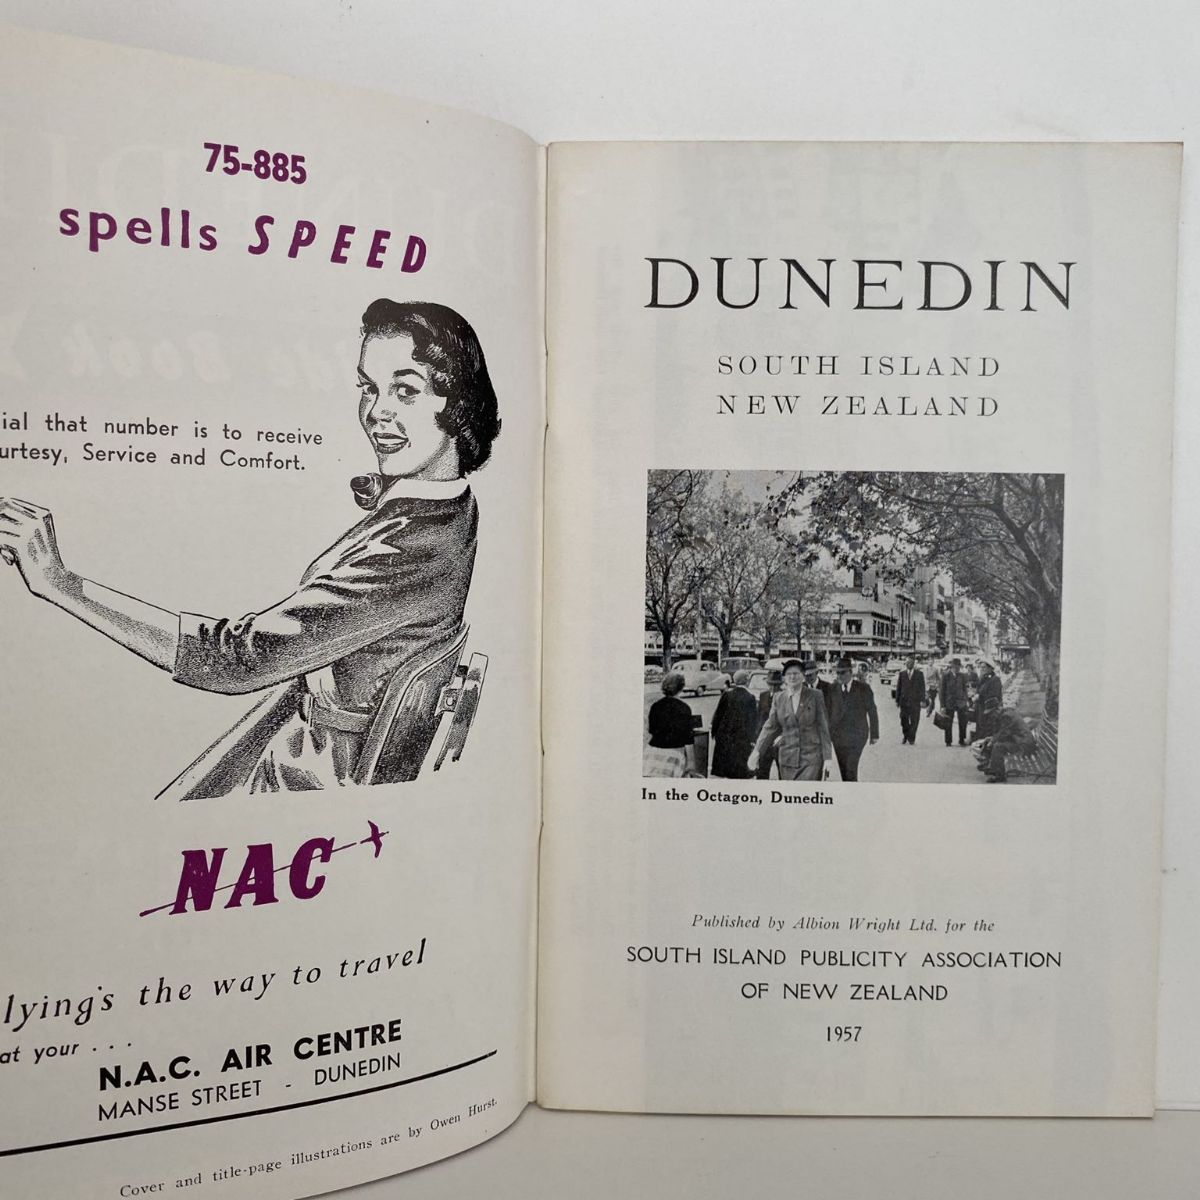 75-885
spells SPEED
ial that number is to receive
urtesy, Service and Comfort.
NAC
lying's the way to travel
at your . . .
N.A.C. AIR CENTRE
MANSE STREET - DUNEDIN
Cover and title-page illustrations are by Owen Hurst.
DUNEDIN
SOUTH ISLAND
NEW ZEALAND
In the Octagon, Dunedin
Published by Albion Wright Ltd. for the
SOUTH ISLAND PUBLICITY ASSOCIATION
OF NEW ZEALAND
1957